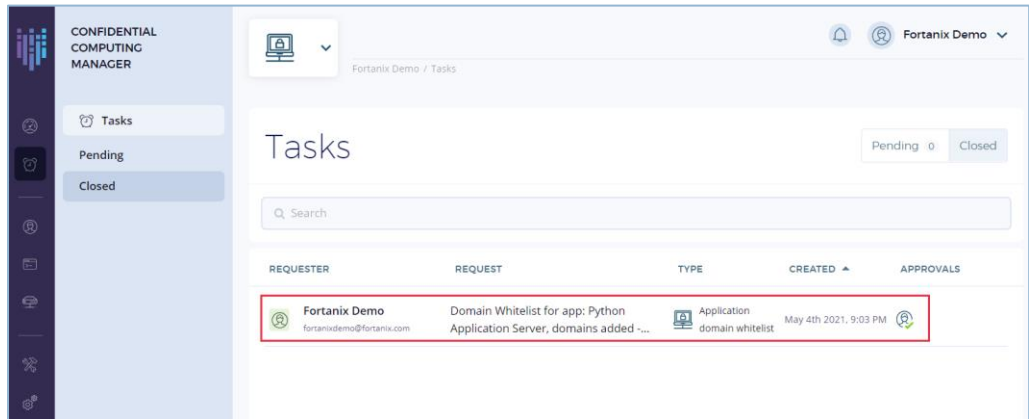 CONFIDENTIAL
COMPUTING
MANAGER
Fortanix Demo
Fortanix Demo / Tasks
Tasks
Pending
Closed
Tasks
Pending 0 Closed
Search
REQUESTER REQUEST TYPE CREATED APPROVALS
Fortanix Demo
fortanixdemo@fortanix.com
Domain Whitelist for app: Python
Application Server, domains added -...
Application
domain whitelist
May 4th 2021, 9:03 PM